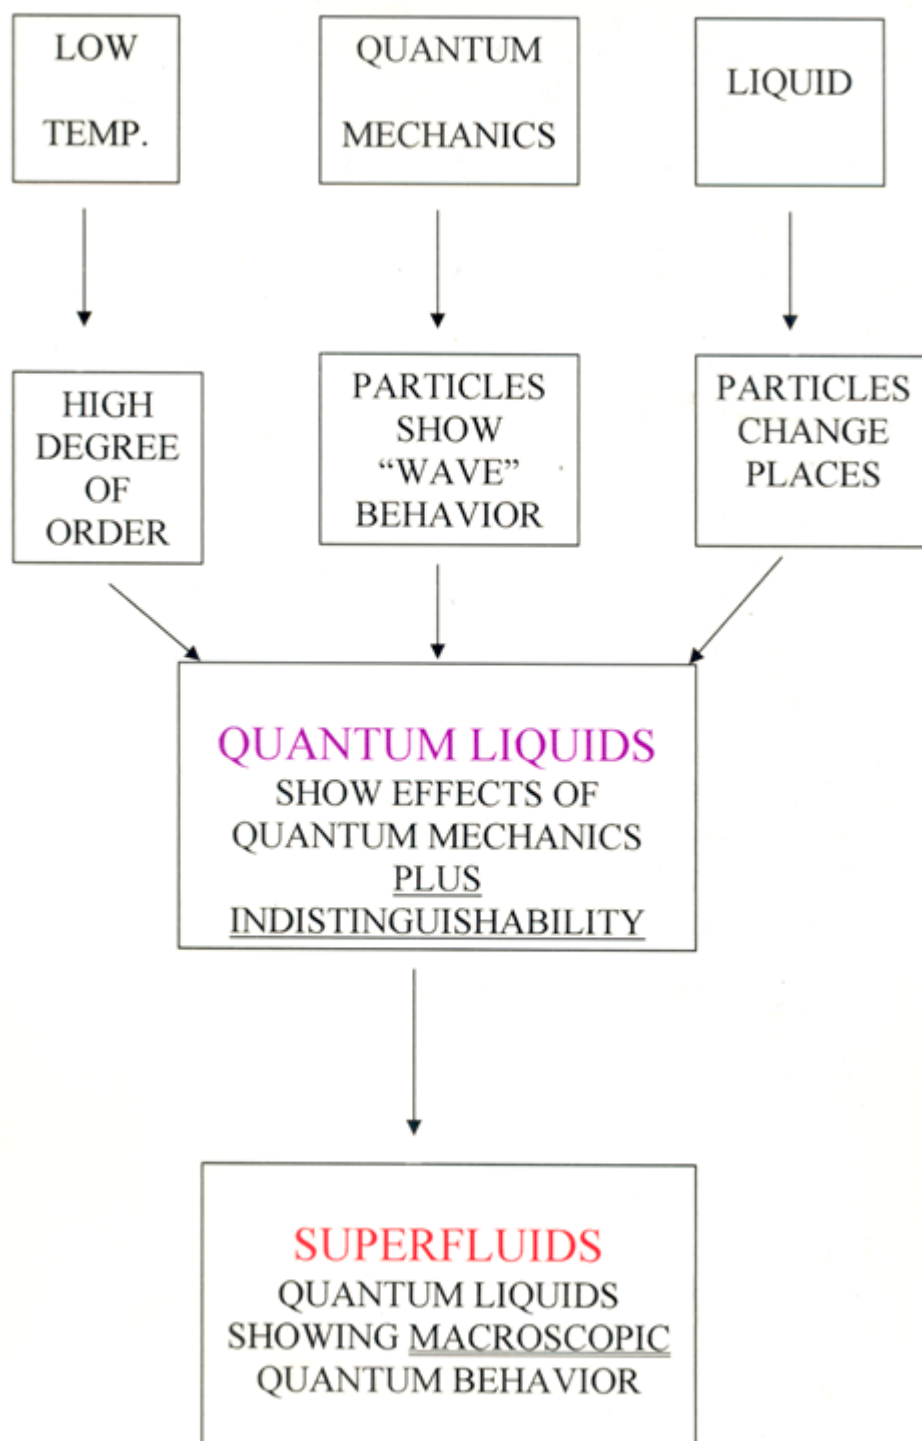 LOW
TEMP.
QUANTUM
MECHANICS
LIQUID
HIGH
DEGREE
OF
ORDER
PARTICLES
SHOW
“WAVE”
BEHAVIOR
PARTICLES
CHANGE
PLACES
QUANTUM LIQUIDS
SHOW EFFECTS OF
QUANTUM MECHANICS
PLUS
INDISTINGUISHABILITY
SUPERFLUIDS
QUANTUM LIQUIDS
SHOWING MACROSCOPIC
QUANTUM BEHAVIOR